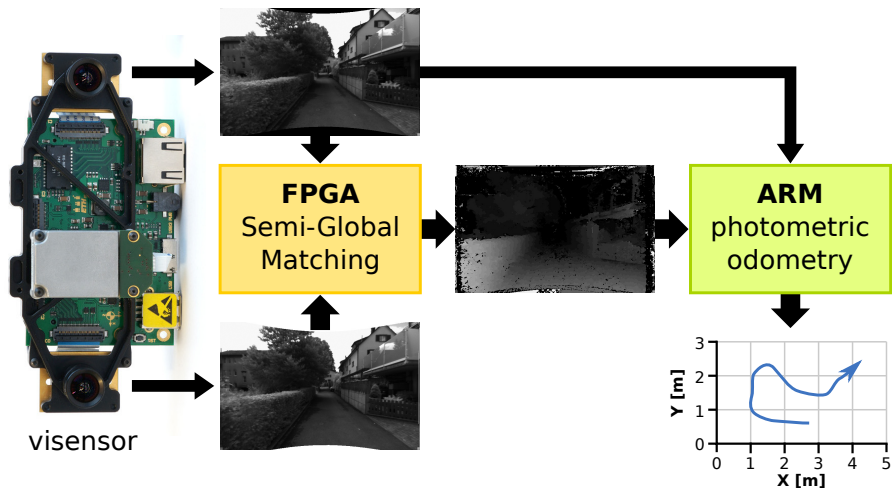 FPGA
Semi-Global
Matching
ARM
photometric
odometry
visensor
3
2
1
0
Y [m]
0 1 2 3 4 5
X [m]